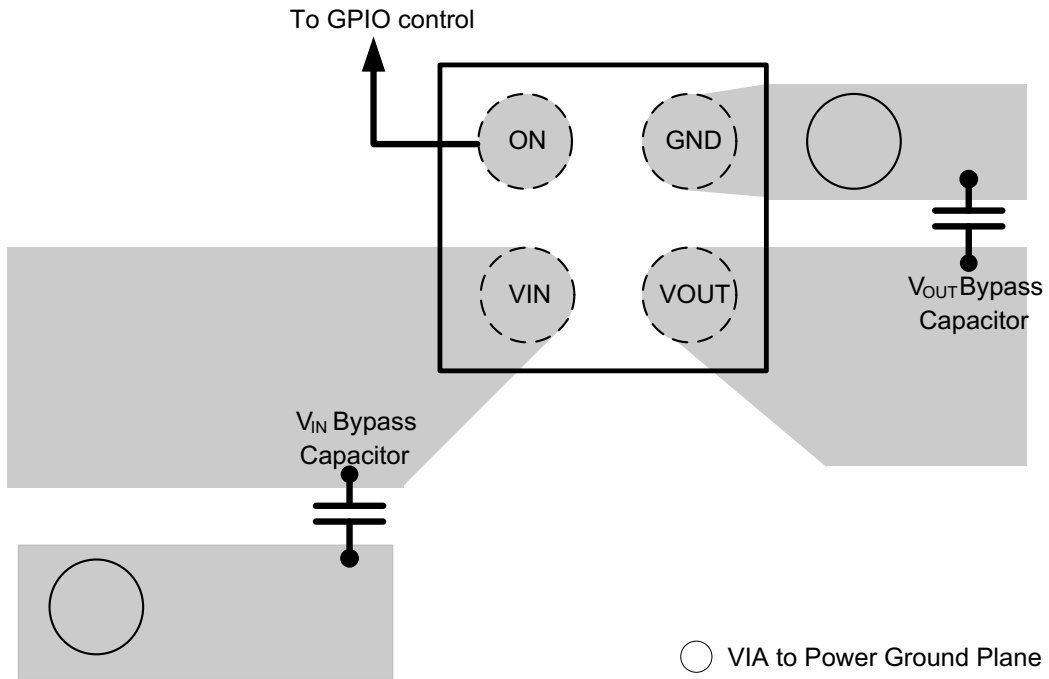 To GPIO control
ON
GND
VIN
VOUT
VOUT Bypass
Capacitor
VIN Bypass
Capacitor
VIA to Power Ground Plane